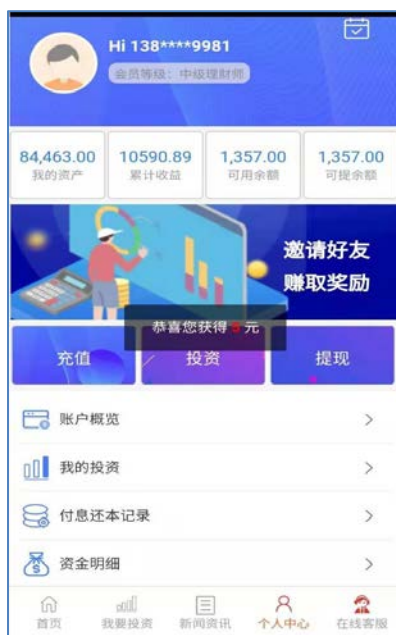 Hi 138****9981
会员等级：中级理财师
84,463.00
我的资产
10590.89
累计收益
1,357.00
可用余额
1,357.00
可提余额
邀请好友
赚取奖励
恭喜您获得 5 元
充值
投资
提现
账户概览
我的投资
付息还本记录
资金明细
首页
我要投资
新闻资讯
个人中心
在线客服